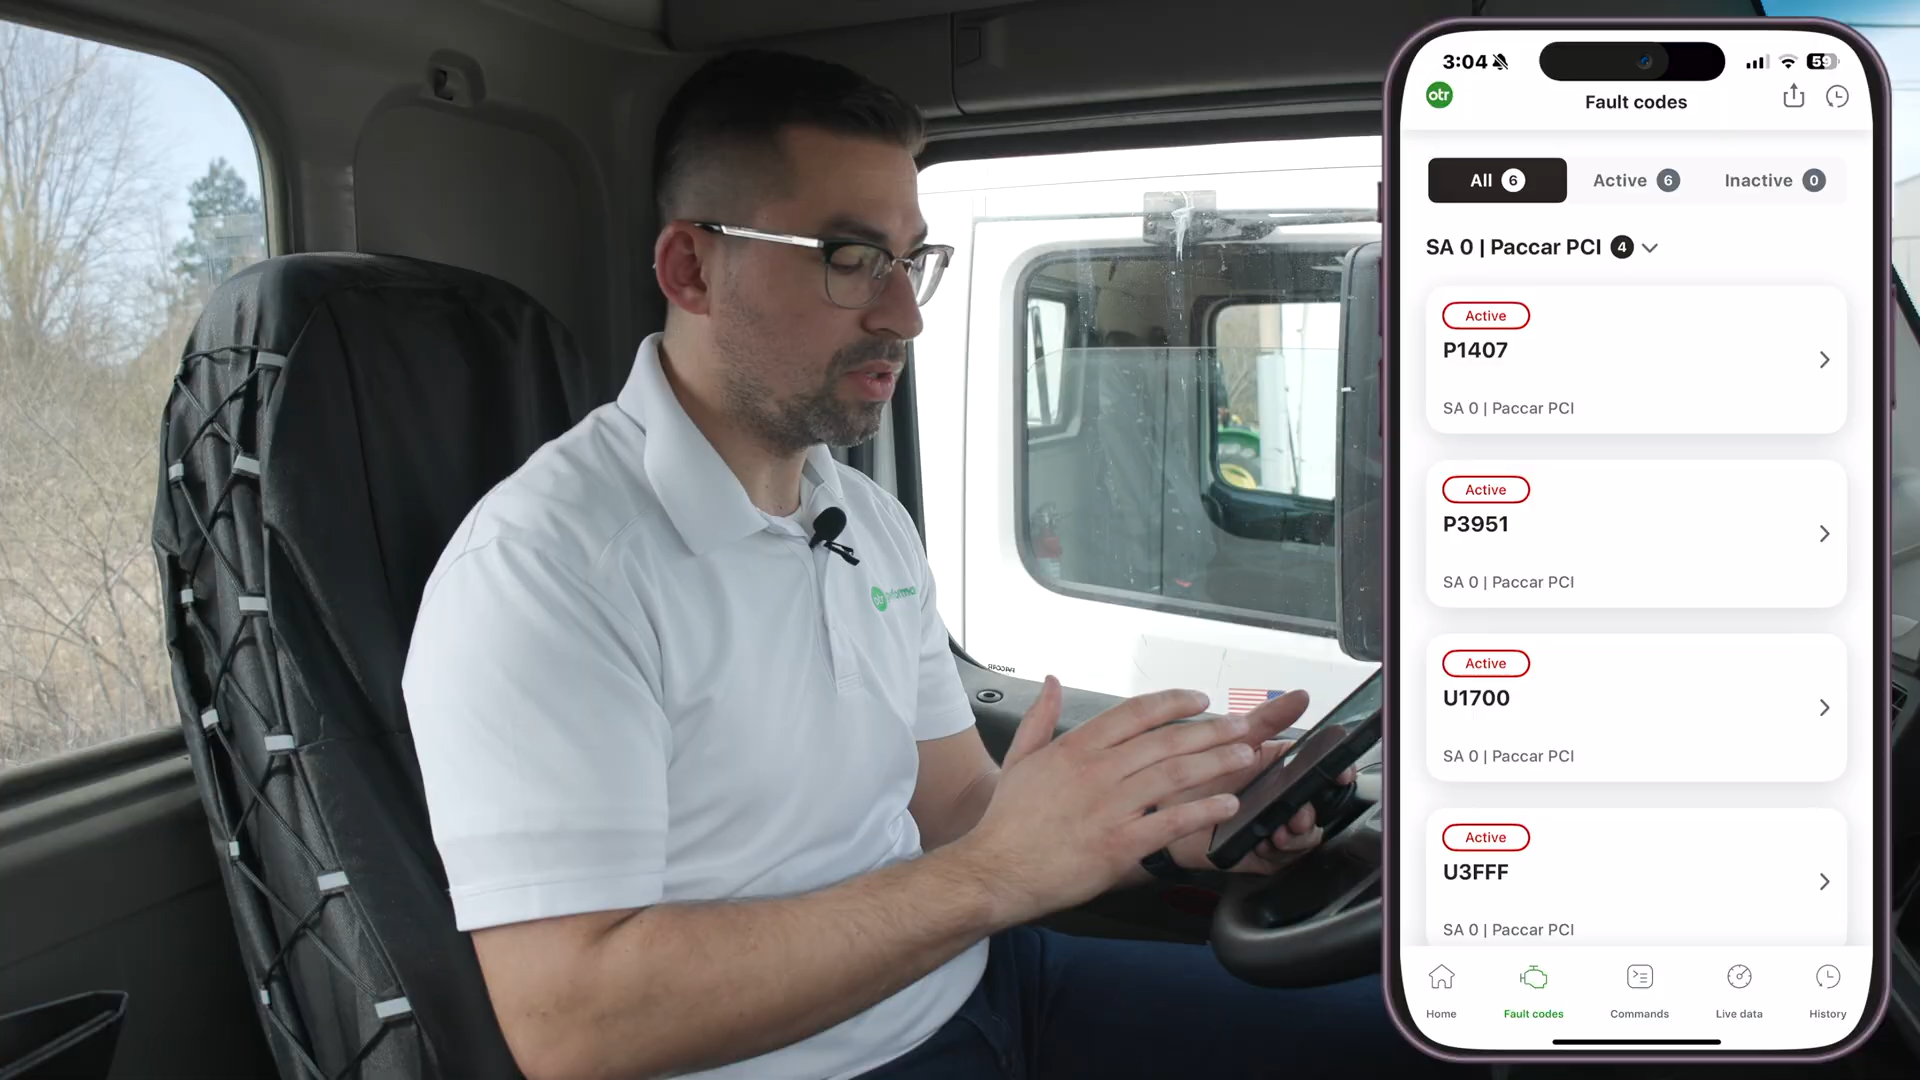 3:04
59
otr
Fault codes
All 6
Active 6
Inactive 0
SA 0 | Paccar PCI 4
Active
P1407
SA 0 | Paccar PCI
Active
P3951
SA 0 | Paccar PCI
Active
U1700
SA 0 | Paccar PCI
Active
U3FFF
SA 0 | Paccar PCI
Home
Fault codes
Commands
Live data
History
otr